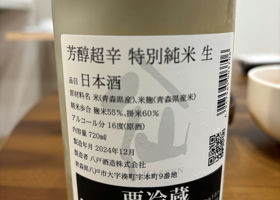 芳醇超辛 特別純米 生
品目 日本酒
原材料名 米(青森県産)、米麹(青森県産米)
精米歩合 麹米55%、掛米60%
アルコール分 16度(原酒)
内容量 720ml
製造年月 2024年12月
製造者 八戸酒造株式会社
青森県八戸市大字湊町字本町9番地
要冷蔵